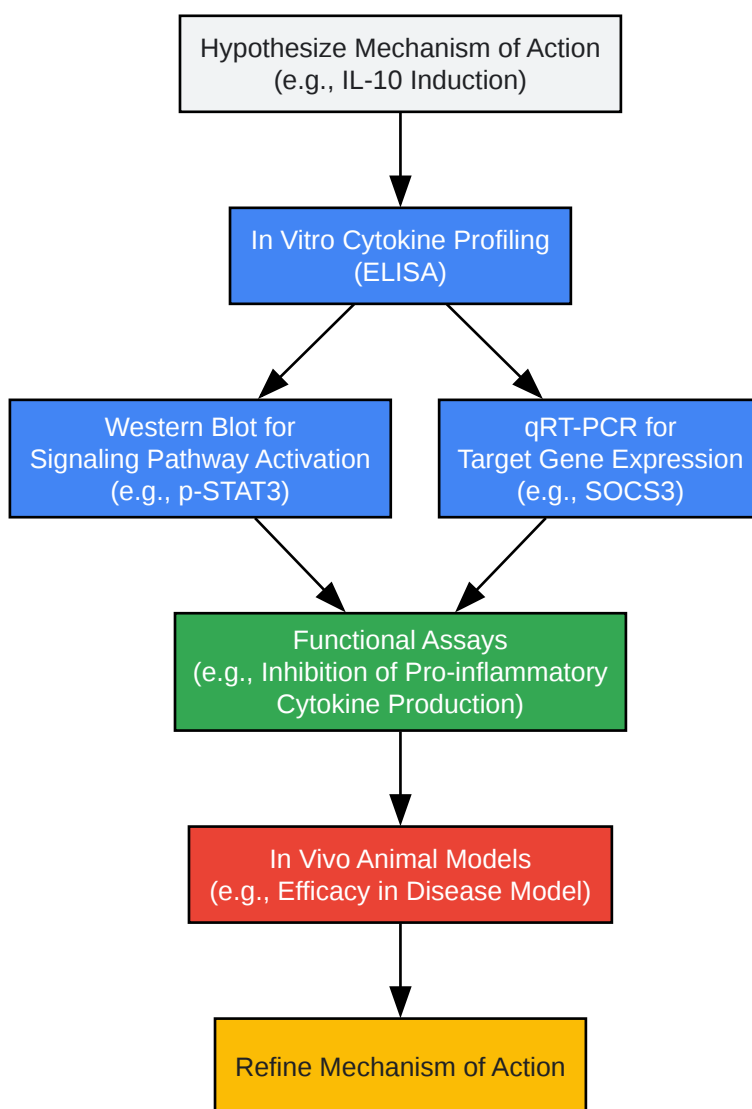 Hypothesize Mechanism of Action
(e.g., IL-10 Induction)
In Vitro Cytokine Profiling
(ELISA)
Western Blot for
Signaling Pathway Activation
(e.g., p-STAT3)
qRT-PCR for
Target Gene Expression
(e.g., SOCS3)
Functional Assays
(e.g., Inhibition of Pro-inflammatory
Cytokine Production)
In Vivo Animal Models
(e.g., Efficacy in Disease Model)
Refine Mechanism of Action